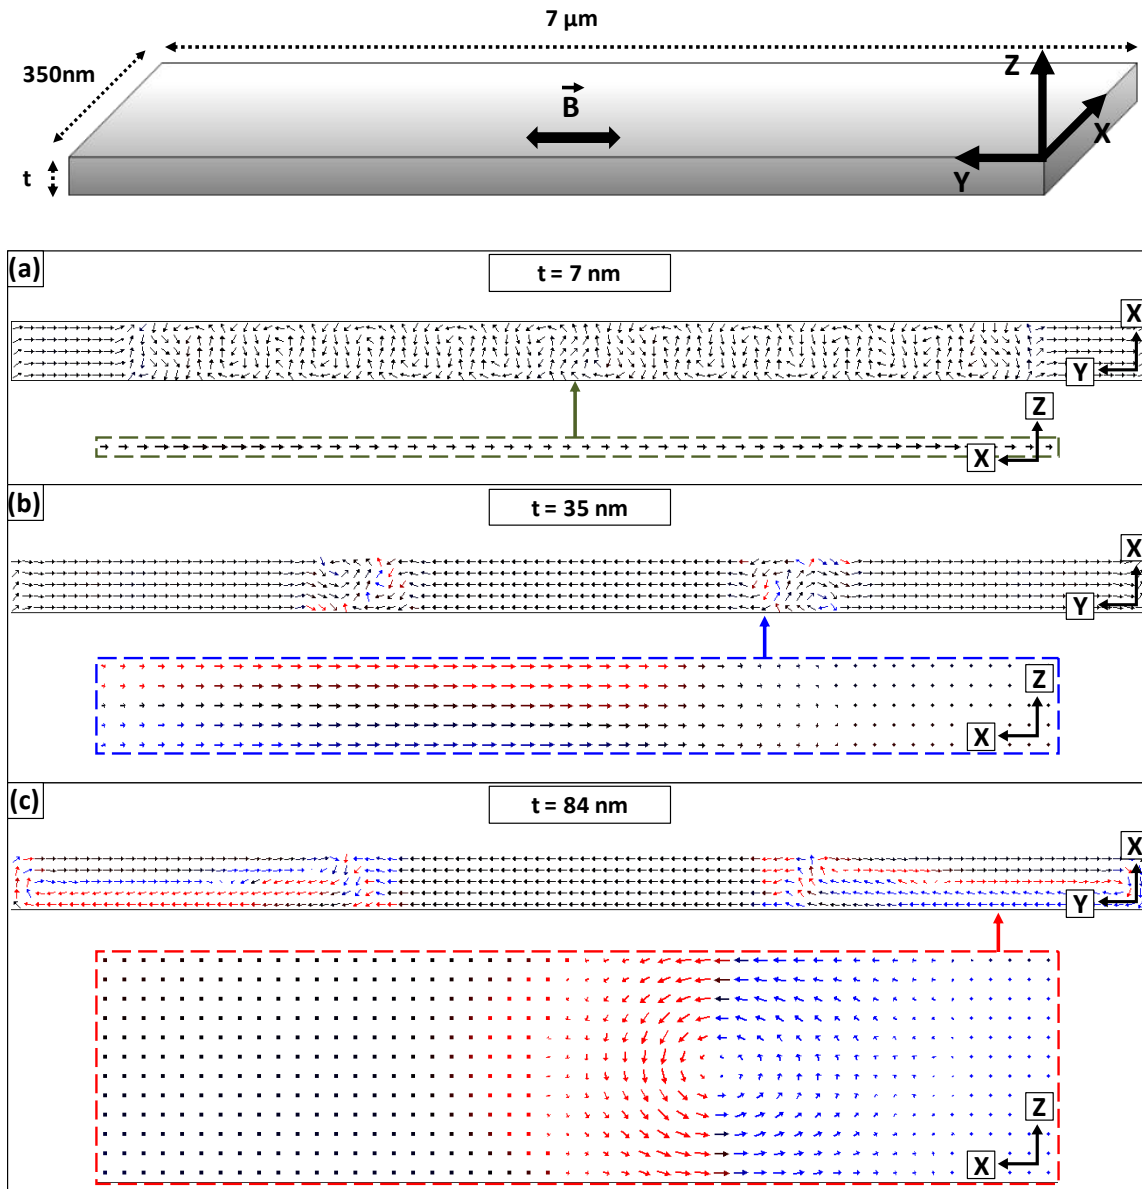 7 µm
350nm
B
Z
X
t
Y
(a)
t = 7 nm
X
Y
Z
X
(b)
t = 35 nm
X
Y
Z
X
(c)
t = 84 nm
X
Y
Z
X